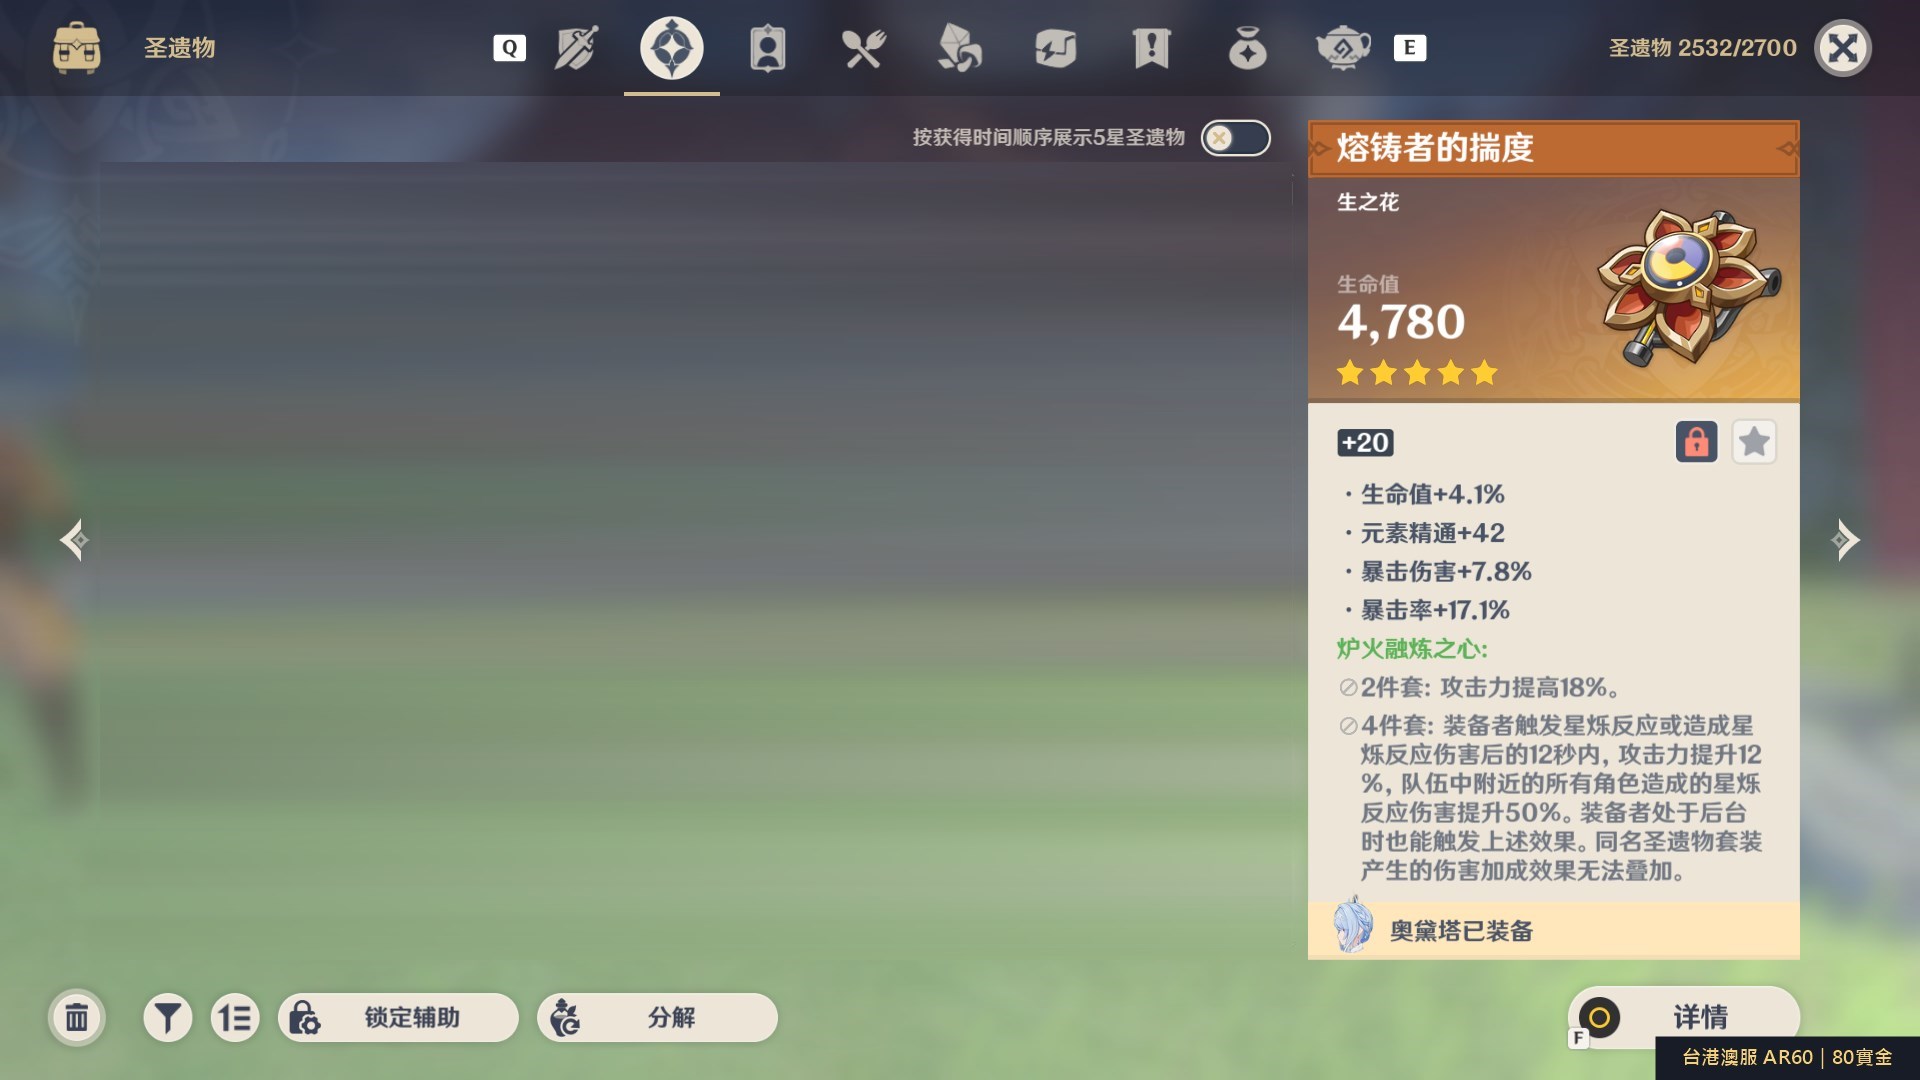 圣遗物
Q
E
圣遗物 2532/2700
按获得时间顺序展示5星圣遗物
熔铸者的揣度
生之花
生命值
4,780
+20
·生命值+4.1%
·元素精通+42
·暴击伤害+7.8%
·暴击率+17.1%
炉火融炼之心:
2件套: 攻击力提高18%。
4件套: 装备者触发星烁反应或造成星
烁反应伤害后的12秒内, 攻击力提升12
%, 队伍中附近的所有角色造成的星烁
反应伤害提升50%。装备者处于后台
时也能触发上述效果。同名圣遗物套装
产生的伤害加成效果无法叠加。
奥黛塔已装备
锁定辅助
分解
详情
F
台港澳服 AR60 | 80實金